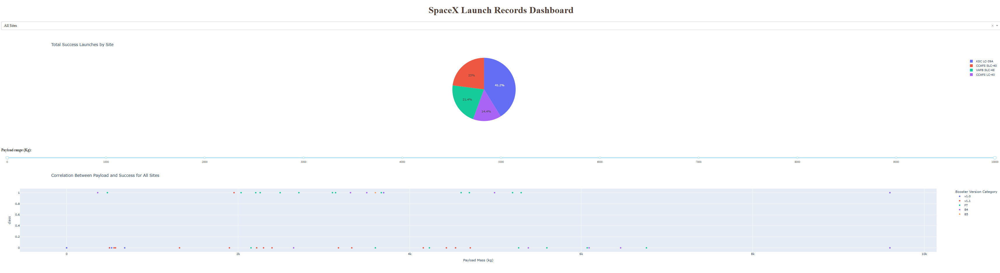 SpaceX Launch Records Dashboard
All Sites
× 
Total Success Launches by Site
41.2%
23%
21.4%
14.4%
KSC LC-39A
CCAFS SLC-40
VAFB SLC-4E
CCAFS LC-40
Payload range (Kg):
0 1000 2000 3000 4000 5000 6000 7000 8000 9000 10000
Correlation Between Payload and Success for All Sites
class
1
0.8
0.6
0.4
0.2
0
0 2k 4k 6k 8k 10k
Payload Mass (kg)
Booster Version Category
v1.0
v1.1
FT
B4
B5